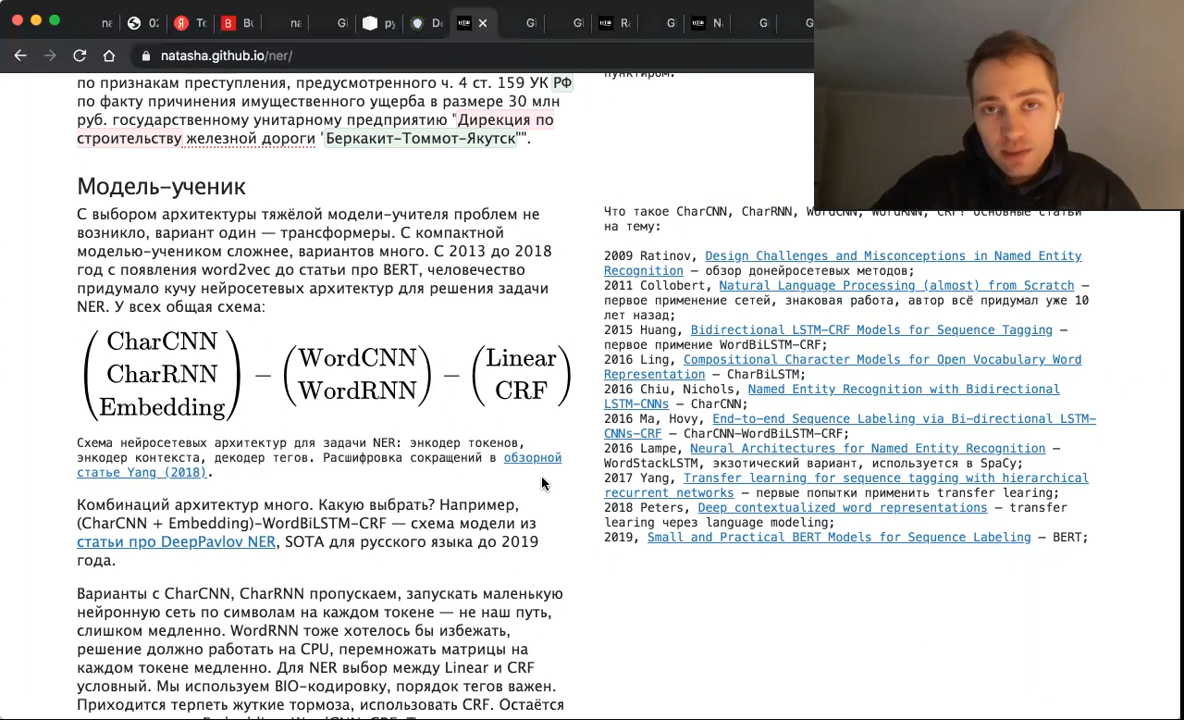 natasha.github.io/ner/
по признакам преступления, предусмотренного ч. 4 ст. 159 УК РФ
по факту причинения имущественного ущерба в размере 30 млн
руб. государственному унитарному предприятию "Дирекция по
строительству железной дороги 'Беркакит-Томмот-Якутск"".
Модель-ученик
С выбором архитектуры тяжёлой модели-учителя проблем не
возникло, вариант один — трансформеры. С компактной
моделью-учеником сложнее, вариантов много. С 2013 до 2018
год с появления word2vec до статьи про BERT, человечество
придумало кучу нейросетевых архитектур для решения задачи
NER. У всех общая схема:
CharCNN
CharRNN
Embedding
—
WordCNN
WordRNN
—
Linear
CRF
Схема нейросетевых архитектур для задачи NER: энкодер токенов,
энкодер контекста, декодер тегов. Расшифровка сокращений в обзорной
статье Yang (2018).
Комбинаций архитектур много. Какую выбрать? Например,
(CharCNN + Embedding)-WordBiLSTM-CRF — схема модели из
статьи про DeepPavlov NER, SOTA для русского языка до 2019
года.
Варианты с CharCNN, CharRNN пропускаем, запускать маленькую
нейронную сеть по символам на каждом токене — не наш путь,
слишком медленно. WordRNN тоже хотелось бы избежать,
решение должно работать на CPU, перемножать матрицы на
каждом токене медленно. Для NER выбор между Linear и CRF
условный. Мы используем BIO-кодировку, порядок тегов важен.
Приходится терпеть жуткие тормоза, использовать CRF. Остаётся
пунктиром.
Что такое CharCNN, CharRNN, WordCNN, WordRNN, CRF? Основные статьи
на тему:
2009 Ratinov, Design Challenges and Misconceptions in Named Entity
Recognition — обзор донейросетевых методов;
2011 Collobert, Natural Language Processing (almost) from Scratch —
первое применение сетей, знаковая работа, автор всё придумал уже 10
лет назад;
2015 Huang, Bidirectional LSTM-CRF Models for Sequence Tagging —
первое примение WordBiLSTM-CRF;
2016 Ling, Compositional Character Models for Open Vocabulary Word
Representation — CharBiLSTM;
2016 Chiu, Nichols, Named Entity Recognition with Bidirectional
LSTM-CNNs — CharCNN;
2016 Ma, Hovy, End-to-end Sequence Labeling via Bi-directional LSTM-
CNNs-CRF — CharCNN-WordBiLSTM-CRF;
2016 Lampe, Neural Architectures for Named Entity Recognition —
WordStackLSTM, экзотический вариант, используется в SpaCy;
2017 Yang, Transfer learning for sequence tagging with hierarchical
recurrent networks — первые попытки применить transfer learing;
2018 Peters, Deep contextualized word representations — transfer
learing через language modeling;
2019, Small and Practical BERT Models for Sequence Labeling — BERT;